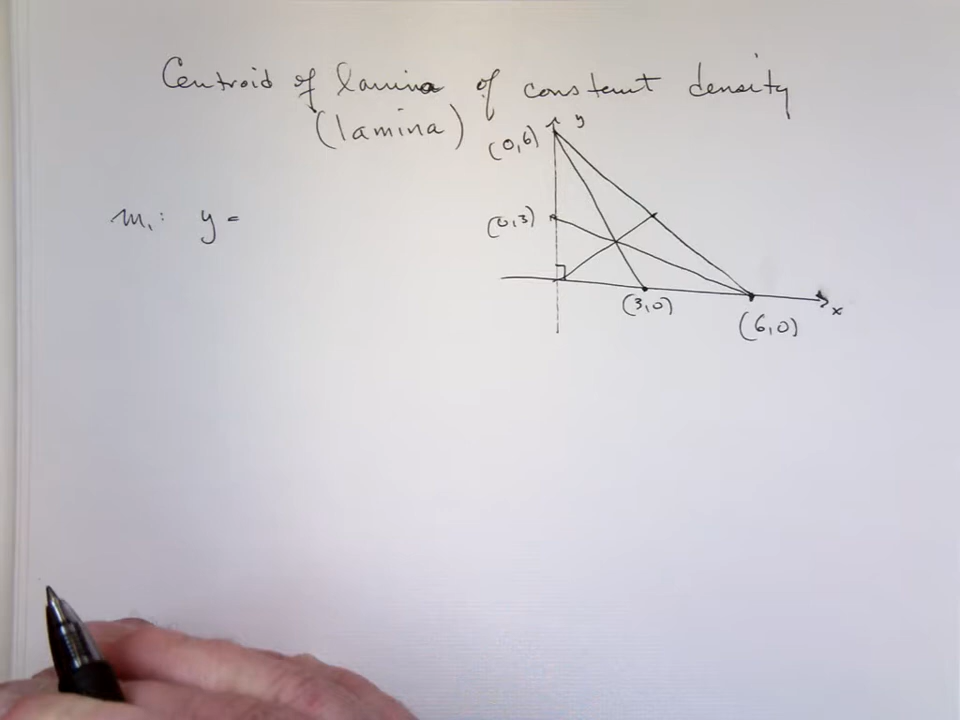 Centroid of lamina of constant density
(lamina)
y
(0,6)
m₁: y =
(0,3)
(3,0)
x
(6,0)